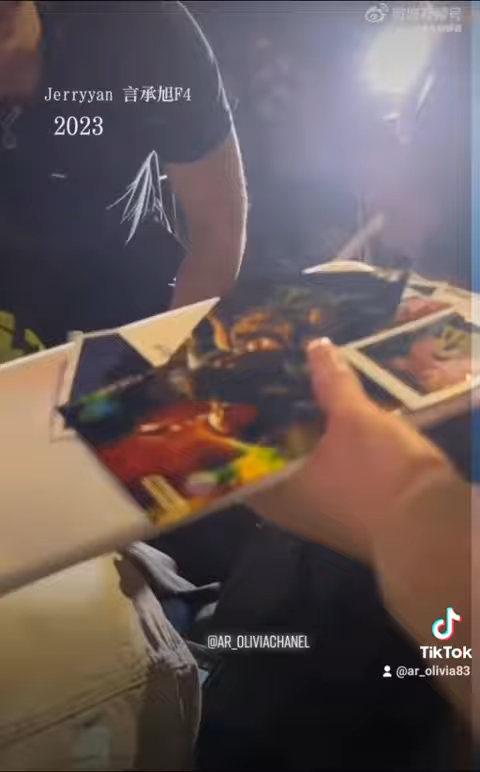 Jerryyan 言承旭F4
2023
@AR_OLIVIACHANEL
TikTok
@ar_olivia83